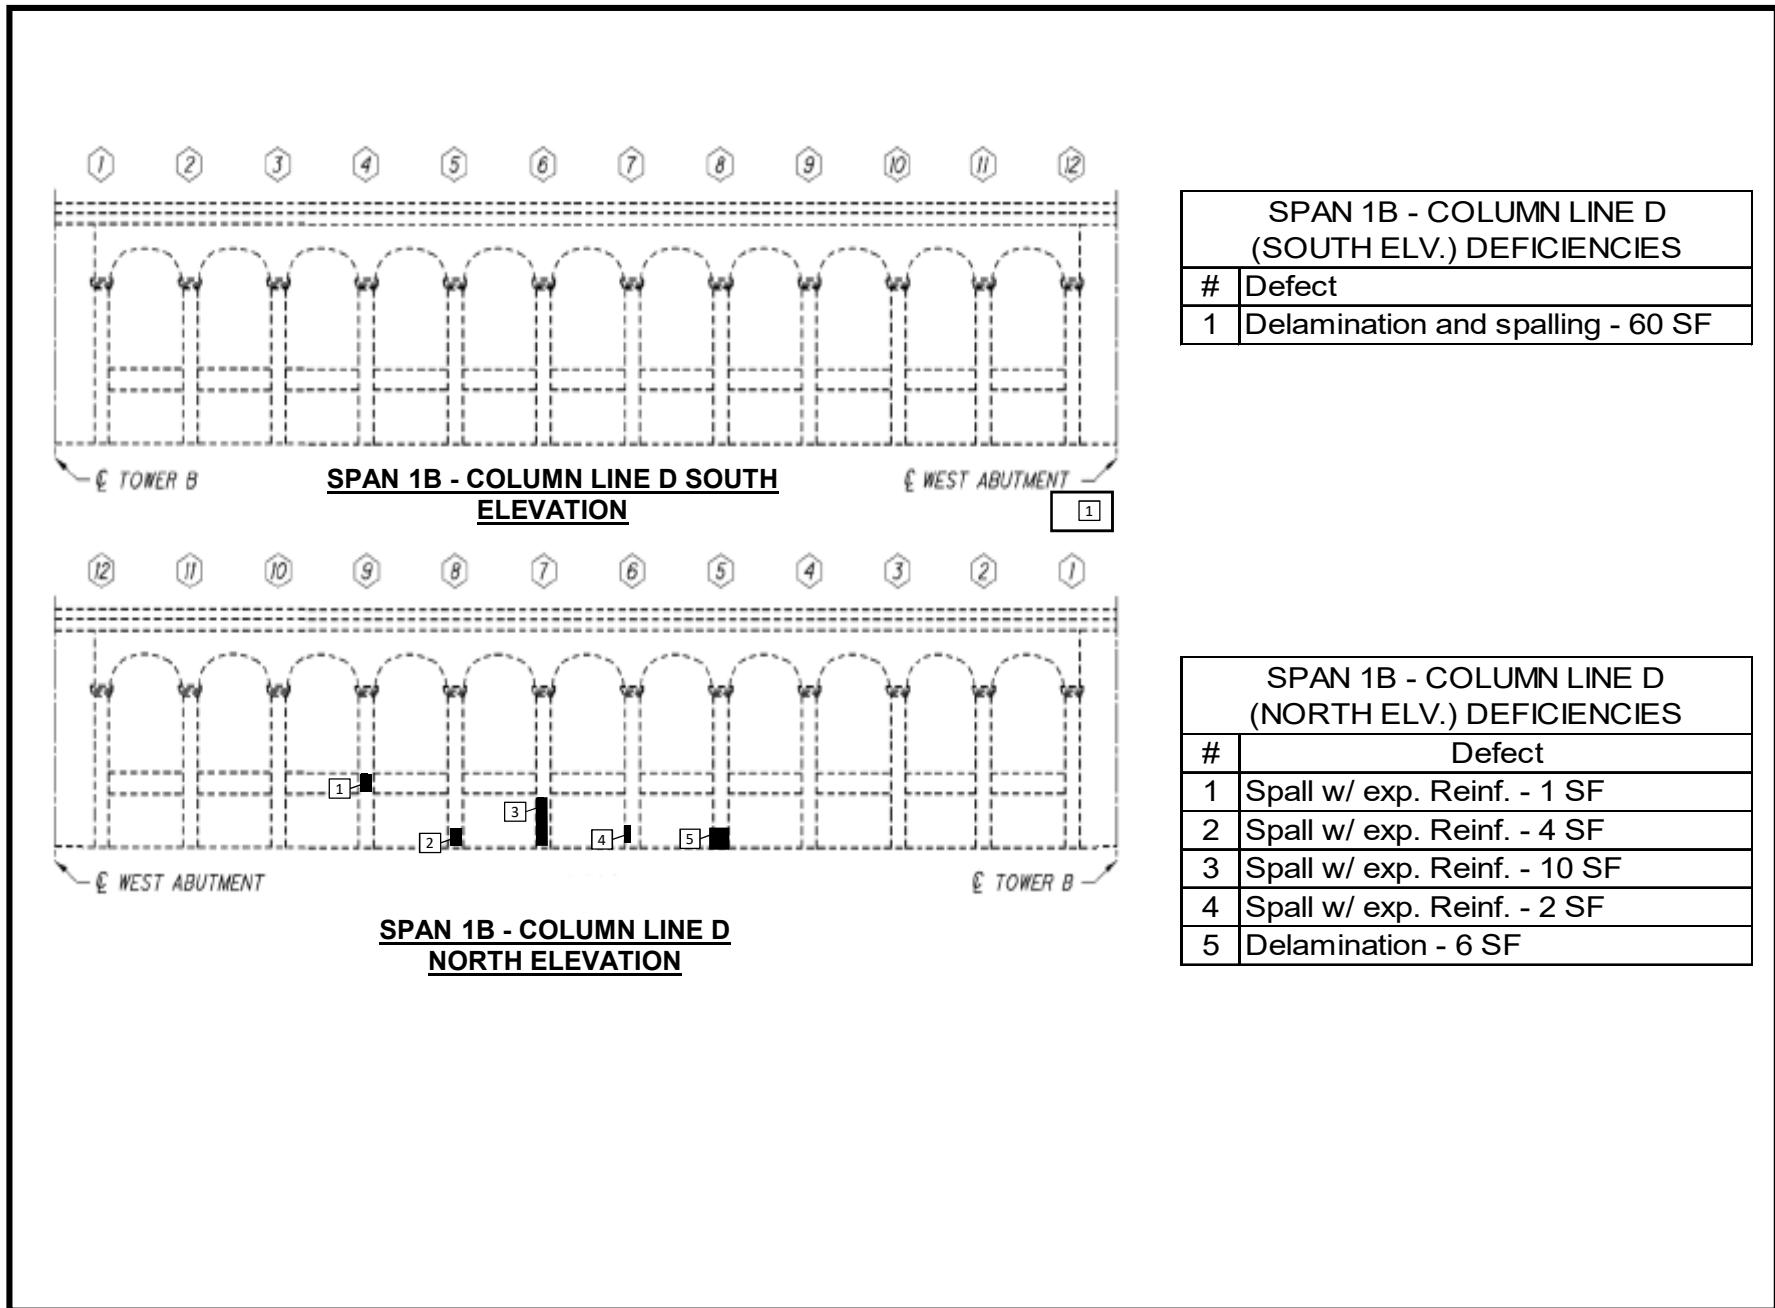 1 2 3 4 5 6 7 8 9 10 11 12
℄ TOWER B
℄ WEST ABUTMENT
SPAN 1B - COLUMN LINE D SOUTH
ELEVATION
1
SPAN 1B - COLUMN LINE D
(SOUTH ELV.) DEFICIENCIES
# Defect
1 Delamination and spalling - 60 SF
12 11 10 9 8 7 6 5 4 3 2 1
1
3
2
4
5
℄ WEST ABUTMENT
℄ TOWER B
SPAN 1B - COLUMN LINE D
NORTH ELEVATION
SPAN 1B - COLUMN LINE D
(NORTH ELV.) DEFICIENCIES
# Defect
1 Spall w/ exp. Reinf. - 1 SF
2 Spall w/ exp. Reinf. - 4 SF
3 Spall w/ exp. Reinf. - 10 SF
4 Spall w/ exp. Reinf. - 2 SF
5 Delamination - 6 SF